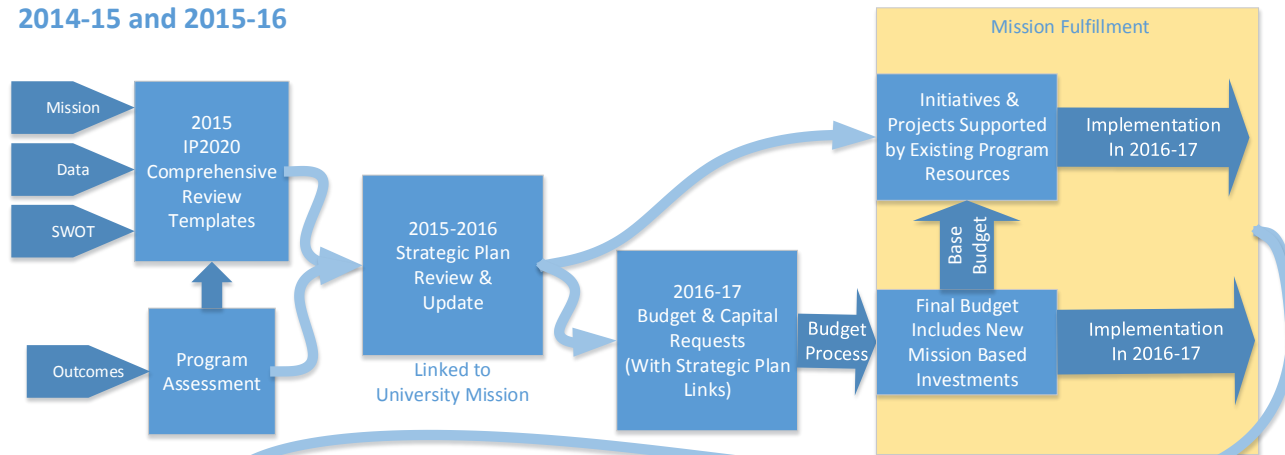 2014-15 and 2015-16
Mission
Data
SWOT
2015
IP2020
Comprehensive
Review
Templates
Outcomes
Program
Assessment
2015-2016
Strategic Plan
Review &
Update
Linked to
University Mission
2016-17
Budget & Capital
Requests
(With Strategic Plan
Links)
Budget
Process
Mission Fulfillment
Initiatives &
Projects Supported
by Existing Program
Resources
Implementation
In 2016-17
Base
Budget
Final Budget
Includes New
Mission Based
Investments
Implementation
In 2016-17